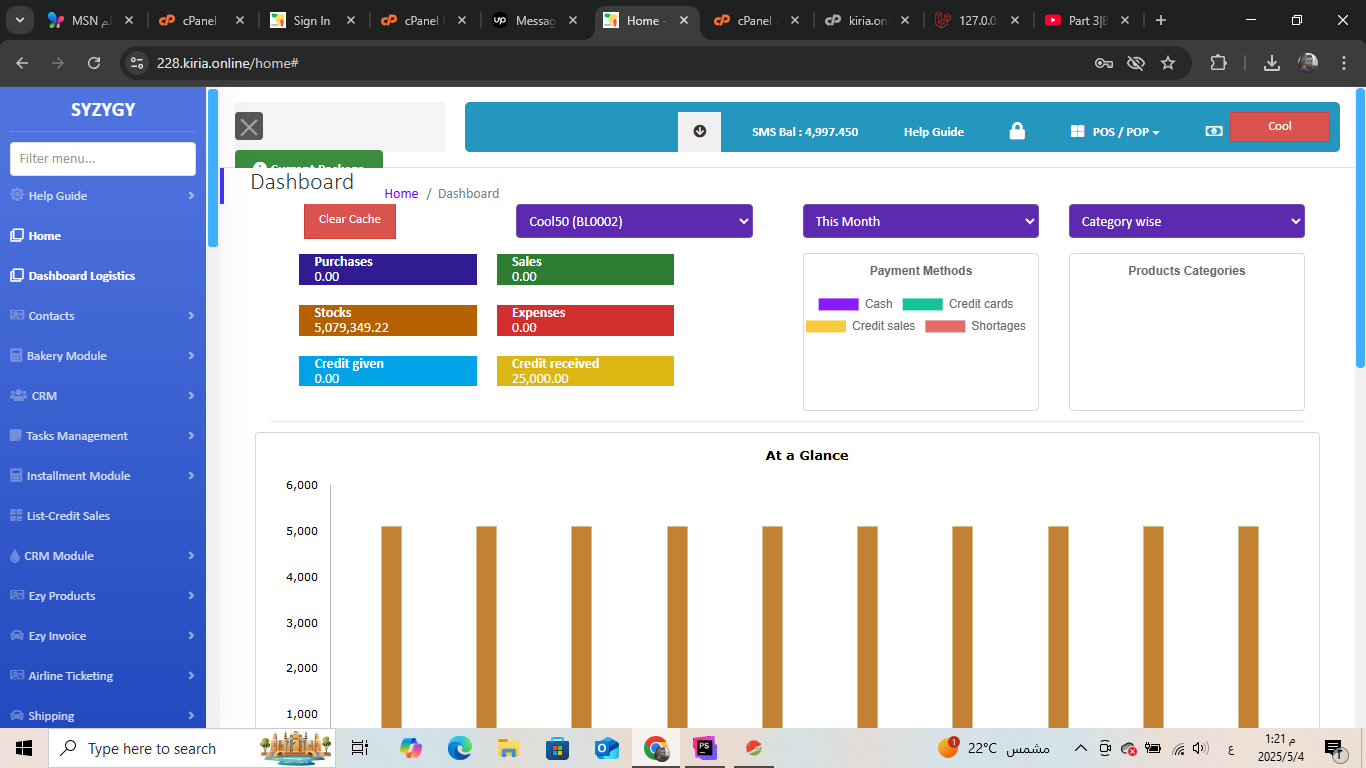 MSN لم
cPanel
Sign In
cPanel
Messag
Home -
cPanel
kiria.on
127.0.0.
Part 3|B
228.kiria.online/home#
SYZYGY
SMS Bal : 4,997.450
Help Guide
POS / POP
Cool
Filter menu...
Current Package
Dashboard
Home / Dashboard
Help Guide
Home
Dashboard Logistics
Contacts
Bakery Module
CRM
Tasks Management
Installment Module
List-Credit Sales
CRM Module
Ezy Products
Ezy Invoice
Airline Ticketing
Shipping
Clear Cache
Cool50 (BL0002)
This Month
Category wise
Purchases
0.00
Sales
0.00
Stocks
5,079,349.22
Expenses
0.00
Credit given
0.00
Credit received
25,000.00
Payment Methods
Cash
Credit cards
Credit sales
Shortages
Products Categories
At a Glance
6,000
5,000
4,000
3,000
2,000
1,000
Type here to search
1
22°C مشمس
ع
1:21 م
2025/5/4